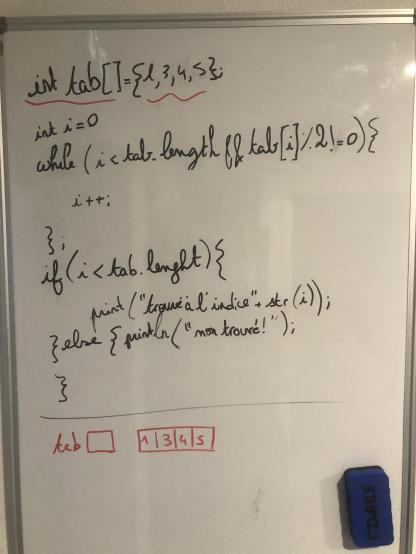 int tab[]={1,3,4,5};
int i=0
while (i<tab.length && tab[i]%2!=0){
i++;
};
if(i<tab.lenght){
print("trouvé à l'indice"+str(i));
}else {println("non trouvé!");
}
tab 1 3 4 5
DAHLE